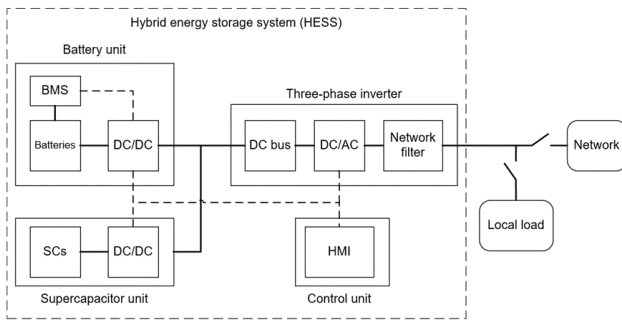 Hybrid energy storage system (HESS)
Battery unit
BMS
Three-phase inverter
Batteries
DC/DC
DC bus
DC/AC
Network
filter
Network
Local load
SCs
DC/DC
HMI
Supercapacitor unit
Control unit